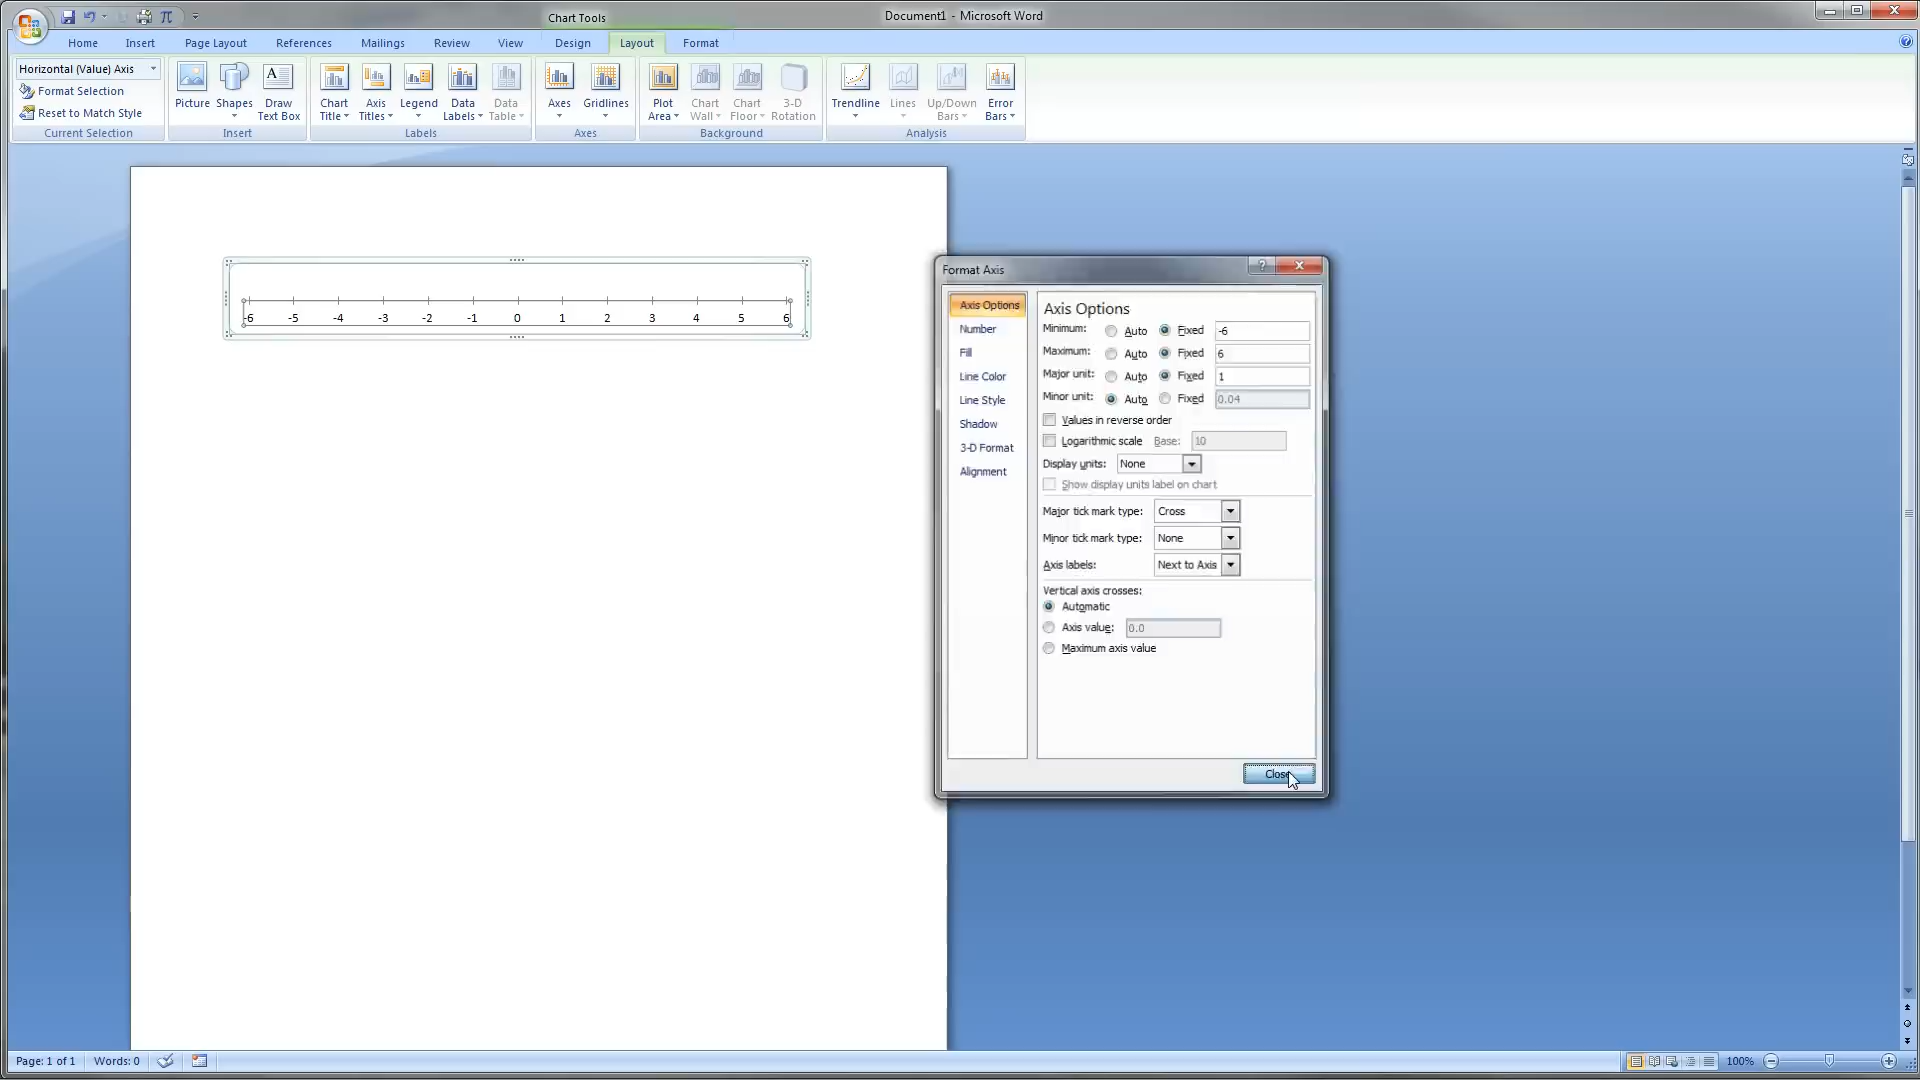 Chart Tools
Document1 - Microsoft Word
Home Insert Page Layout References Mailings Review View Design Layout Format
Horizontal (Value) Axis
Format Selection
Reset to Match Style
Current Selection
Picture Shapes Draw Text Box
Insert
Chart Title Axis Titles Legend Data Labels Data Table
Labels
Axes Gridlines
Axes
Plot Area Chart Wall Chart Floor 3-D Rotation
Background
Trendline Lines Up/Down Bars Error Bars
Analysis
-6 -5 -4 -3 -2 -1 0 1 2 3 4 5 6
Format Axis
Axis Options
Number
Fill
Line Color
Line Style
Shadow
3-D Format
Alignment
Axis Options
Minimum: Auto Fixed -6
Maximum: Auto Fixed 6
Major unit: Auto Fixed 1
Minor unit: Auto Fixed 0.04
Values in reverse order
Logarithmic scale Base: 10
Display units: None
Show display units label on chart
Major tick mark type: Cross
Minor tick mark type: None
Axis labels: Next to Axis
Vertical axis crosses:
Automatic
Axis value: 0.0
Maximum axis value
Close
Page: 1 of 1 Words: 0 100%